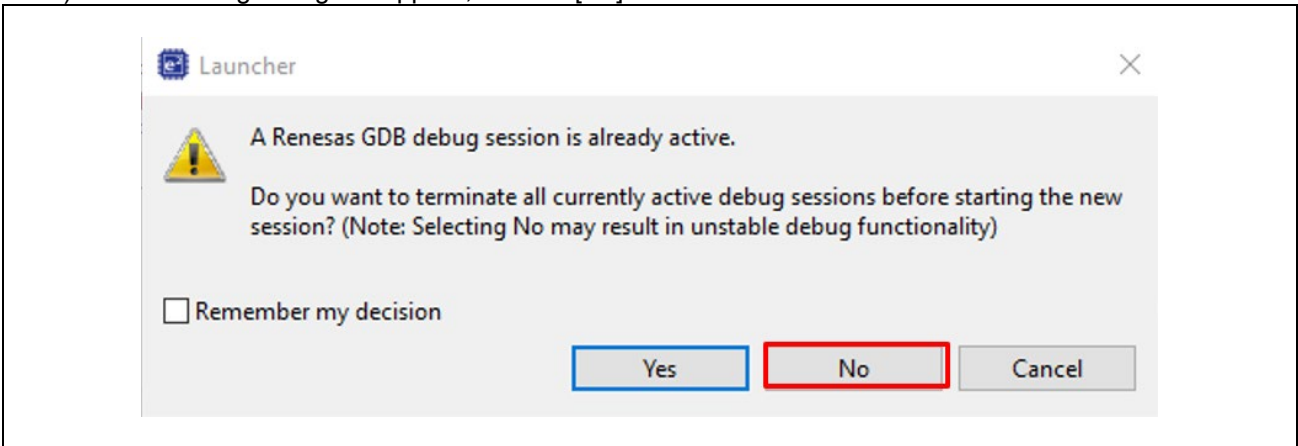 Launcher
A Renesas GDB debug session is already active.
Do you want to terminate all currently active debug sessions before starting the new
session? (Note: Selecting No may result in unstable debug functionality)
Remember my decision
Yes No Cancel